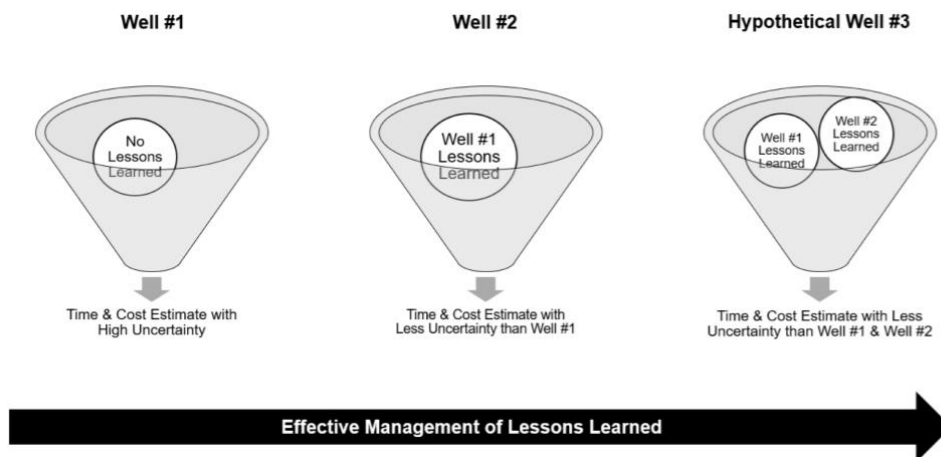 Well #1
Well #2
Hypothetical Well #3
No
Lessons
Learned
Well #1
Lessons
Learned
Well #1
Lessons
Learned
Well #2
Lessons
Learned
Time & Cost Estimate with
High Uncertainty
Time & Cost Estimate with
Less Uncertainty than Well #1
Time & Cost Estimate with Less
Uncertainty than Well #1 & Well #2
Effective Management of Lessons Learned